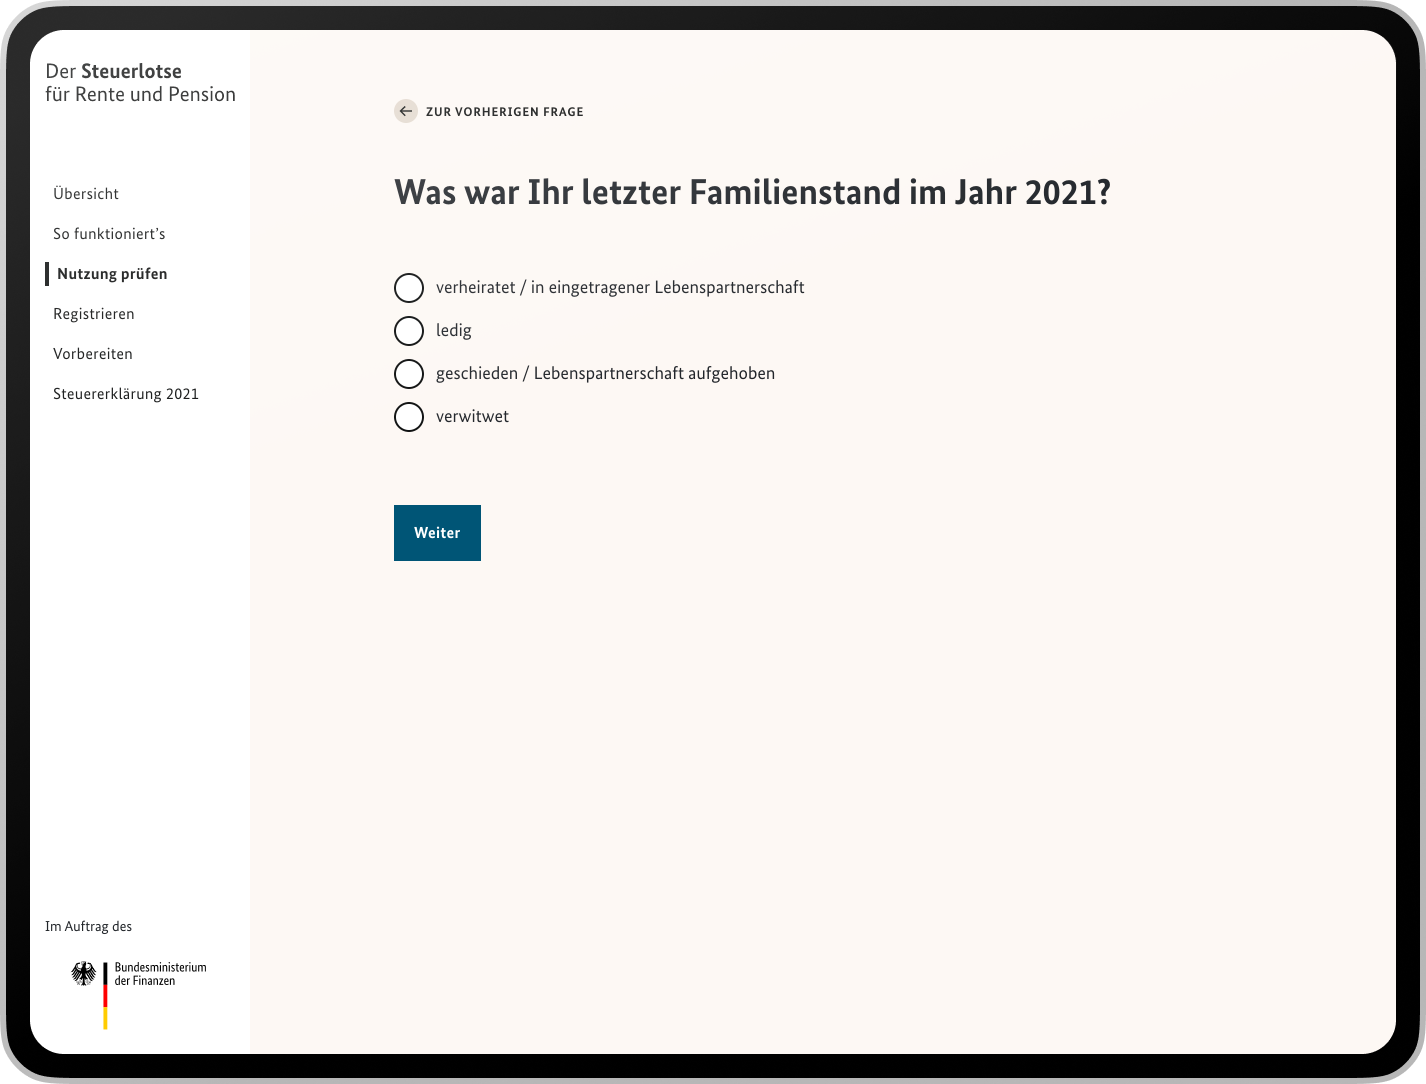 Der Steuerlotse
für Rente und Pension
Übersicht
So funktioniert’s
Nutzung prüfen
Registrieren
Vorbereiten
Steuererklärung 2021
Im Auftrag des
Bundesministerium
der Finanzen
ZUR VORHERIGEN FRAGE
Was war Ihr letzter Familienstand im Jahr 2021?
verheiratet / in eingetragener Lebenspartnerschaft
ledig
geschieden / Lebenspartnerschaft aufgehoben
verwitwet
Weiter